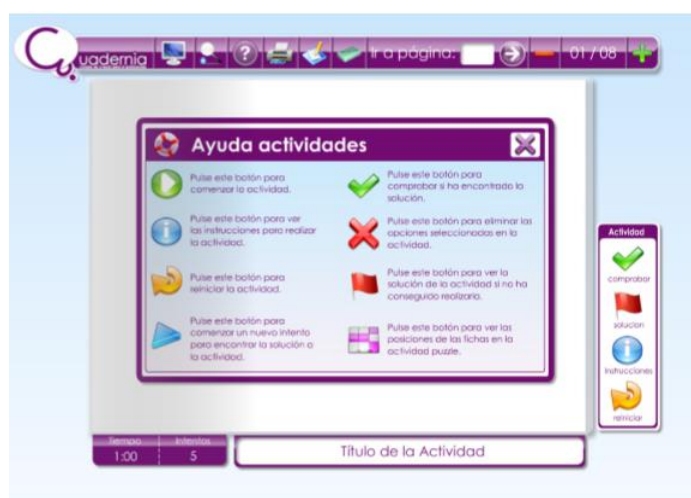 Cuadernia
Ir a página:
01 / 08
Ayuda actividades
Pulse este botón para
comenzar la actividad.
Pulse este botón para ver
las instrucciones para realizar
la actividad.
Pulse este botón para
reiniciar la actividad.
Pulse este botón para
comenzar un nuevo intento
para encontrar la solución a
la actividad.
Pulse este botón para
comprobar si ha encontrado la
solución.
Pulse este botón para eliminar las
opciones seleccionadas en la
actividad.
Pulse este botón para ver la
solución de la actividad si no ha
conseguido realizarla.
Pulse este botón para ver las
posiciones de las fichas en la
actividad puzzle.
Actividad
comprobar
solucion
instrucciones
reiniciar
Tiempo
1:00
Intentos
5
Título de la Actividad